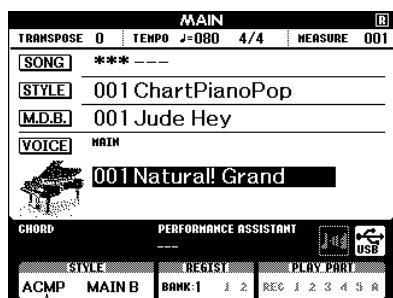 MAIN R
TRANSPOSE 0 TEMPO ♩=080 4/4 MEASURE 001
SONG *** ---
STYLE 001 ChartPianoPop
M.D.B. 001 Jude Hey
VOICE MAIN
001 Natural! Grand
CHORD PERFORMANCE ASSISTANT
---
USB
STYLE REGIST PLAY PART
ACMP MAIN B BANK:1 1 2 REC 1 2 3 4 5 A